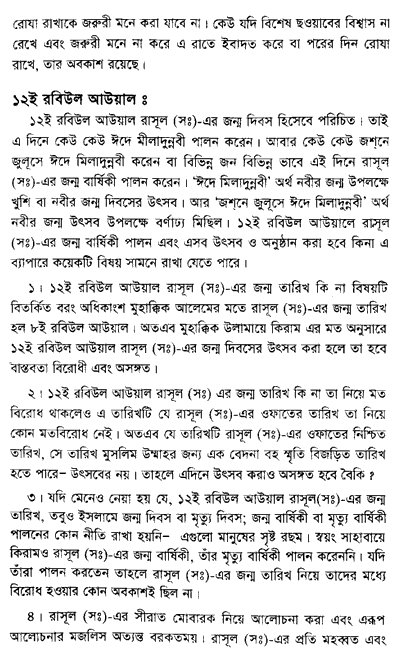 রোযা রাখাকে জরুরী মনে করা যাবে না। কেউ যদি বিশেষ ছওয়াবের বিশ্বাস না
রেখে এবং জরুরী মনে না করে এ রাতে ইবাদত করে বা পরের দিন রোযা
রাখে, তার অবকাশ রয়েছে।
১২ই রবিউল আউয়াল ঃ
১২ই রবিউল আউয়াল রাসূল (সঃ)-এর জন্ম দিবস হিসেবে পরিচিত। তাই
এ দিনে কেউ কেউ ঈদে মীলাদুন্নবী পালন করেন। আবার কেউ কেউ জশ্‌নে
জুলূসে ঈদে মিলাদুন্নবী করেন বা বিভিন্ন জন বিভিন্ন ভাবে এই দিনে রাসূল
(সঃ)-এর জন্ম বার্ষিকী পালন করেন। ‘ঈদে মিলাদুন্নবী’ অর্থ নবীর জন্ম উপলক্ষে
খুশি বা নবীর জন্ম দিবসের উৎসব। আর ‘জশ্‌নে জুলূসে ঈদে মিলাদুন্নবী’ অর্থ
নবীর জন্ম উৎসব উপলক্ষে বর্ণাঢ্য মিছিল। ১২ই রবিউল আউয়ালে রাসূল
(সঃ)-এর জন্ম বার্ষিকী পালন এবং এসব উৎসব ও অনুষ্ঠান করা হবে কিনা এ
ব্যাপারে কয়েকটি বিষয় সামনে রাখা যেতে পারে।
১। ১২ই রবিউল আউয়াল রাসূল (সঃ)-এর জন্ম তারিখ কি না বিষয়টি
বিতর্কিত বরং অধিকাংশ মুহাক্কিক আলেমের মতে রাসূল (সঃ)-এর জন্ম তারিখ
হল ৮ই রবিউল আউয়াল। অতএব মুহাক্কিক উলামায়ে কিরাম এর মত অনুসারে
১২ই রবিউল আউয়াল রাসূল (সঃ)-এর জন্ম দিবসের উৎসব করা হলে তা হবে
বাস্তবতা বিরোধী এবং অসঙ্গত।
২। ১২ই রবিউল আউয়াল রাসূল (সঃ) -এর জন্ম তারিখ কি না তা নিয়ে মত
বিরোধ থাকলেও এ তারিখটি যে রাসূল (সঃ)-এর ওফাতের তারিখ তা নিয়ে
কোন মতবিরোধ নেই। অতএব যে তারিখটি রাসূল (সঃ)-এর ওফাতের নিশ্চিত
তারিখ, সে তারিখ মুসলিম উম্মাহর জন্য এক বেদনা বহ স্মৃতি বিজড়িত তারিখ
হতে পারে– উৎসবের নয়। তাহলে এদিনে উৎসব করাও অসঙ্গত হবে বৈকি ?
৩। যদি মেনেও নেয়া হয় যে, ১২ই রবিউল আউয়াল রাসূল(সঃ)-এর জন্ম
তারিখ, তবুও ইসলামে জন্ম দিবস বা মৃত্যু দিবস; জন্ম বার্ষিকী বা মৃত্যু বার্ষিকী
পালনের কোন নীতি রাখা হয়নি– এগুলো মানুষের সৃষ্ট রছম। স্বয়ং সাহাবায়ে
কিরামও রাসূল (সঃ)-এর জন্ম বার্ষিকী, তাঁর মৃত্যু বার্ষিকী পালন করেননি। যদি
তাঁরা পালন করতেন তাহলে রাসূল (সঃ)-এর জন্ম তারিখ নিয়ে তাদের মধ্যে
বিরোধ হওয়ার কোন অবকাশই ছিল না।
৪। রাসূল (সঃ)-এর সীরাত মোবারক নিয়ে আলোচনা করা এবং এরূপ
আলোচনার মজলিস অত্যন্ত বরকতময়। রাসূল (সঃ)-এর প্রতি মহব্বত এবং